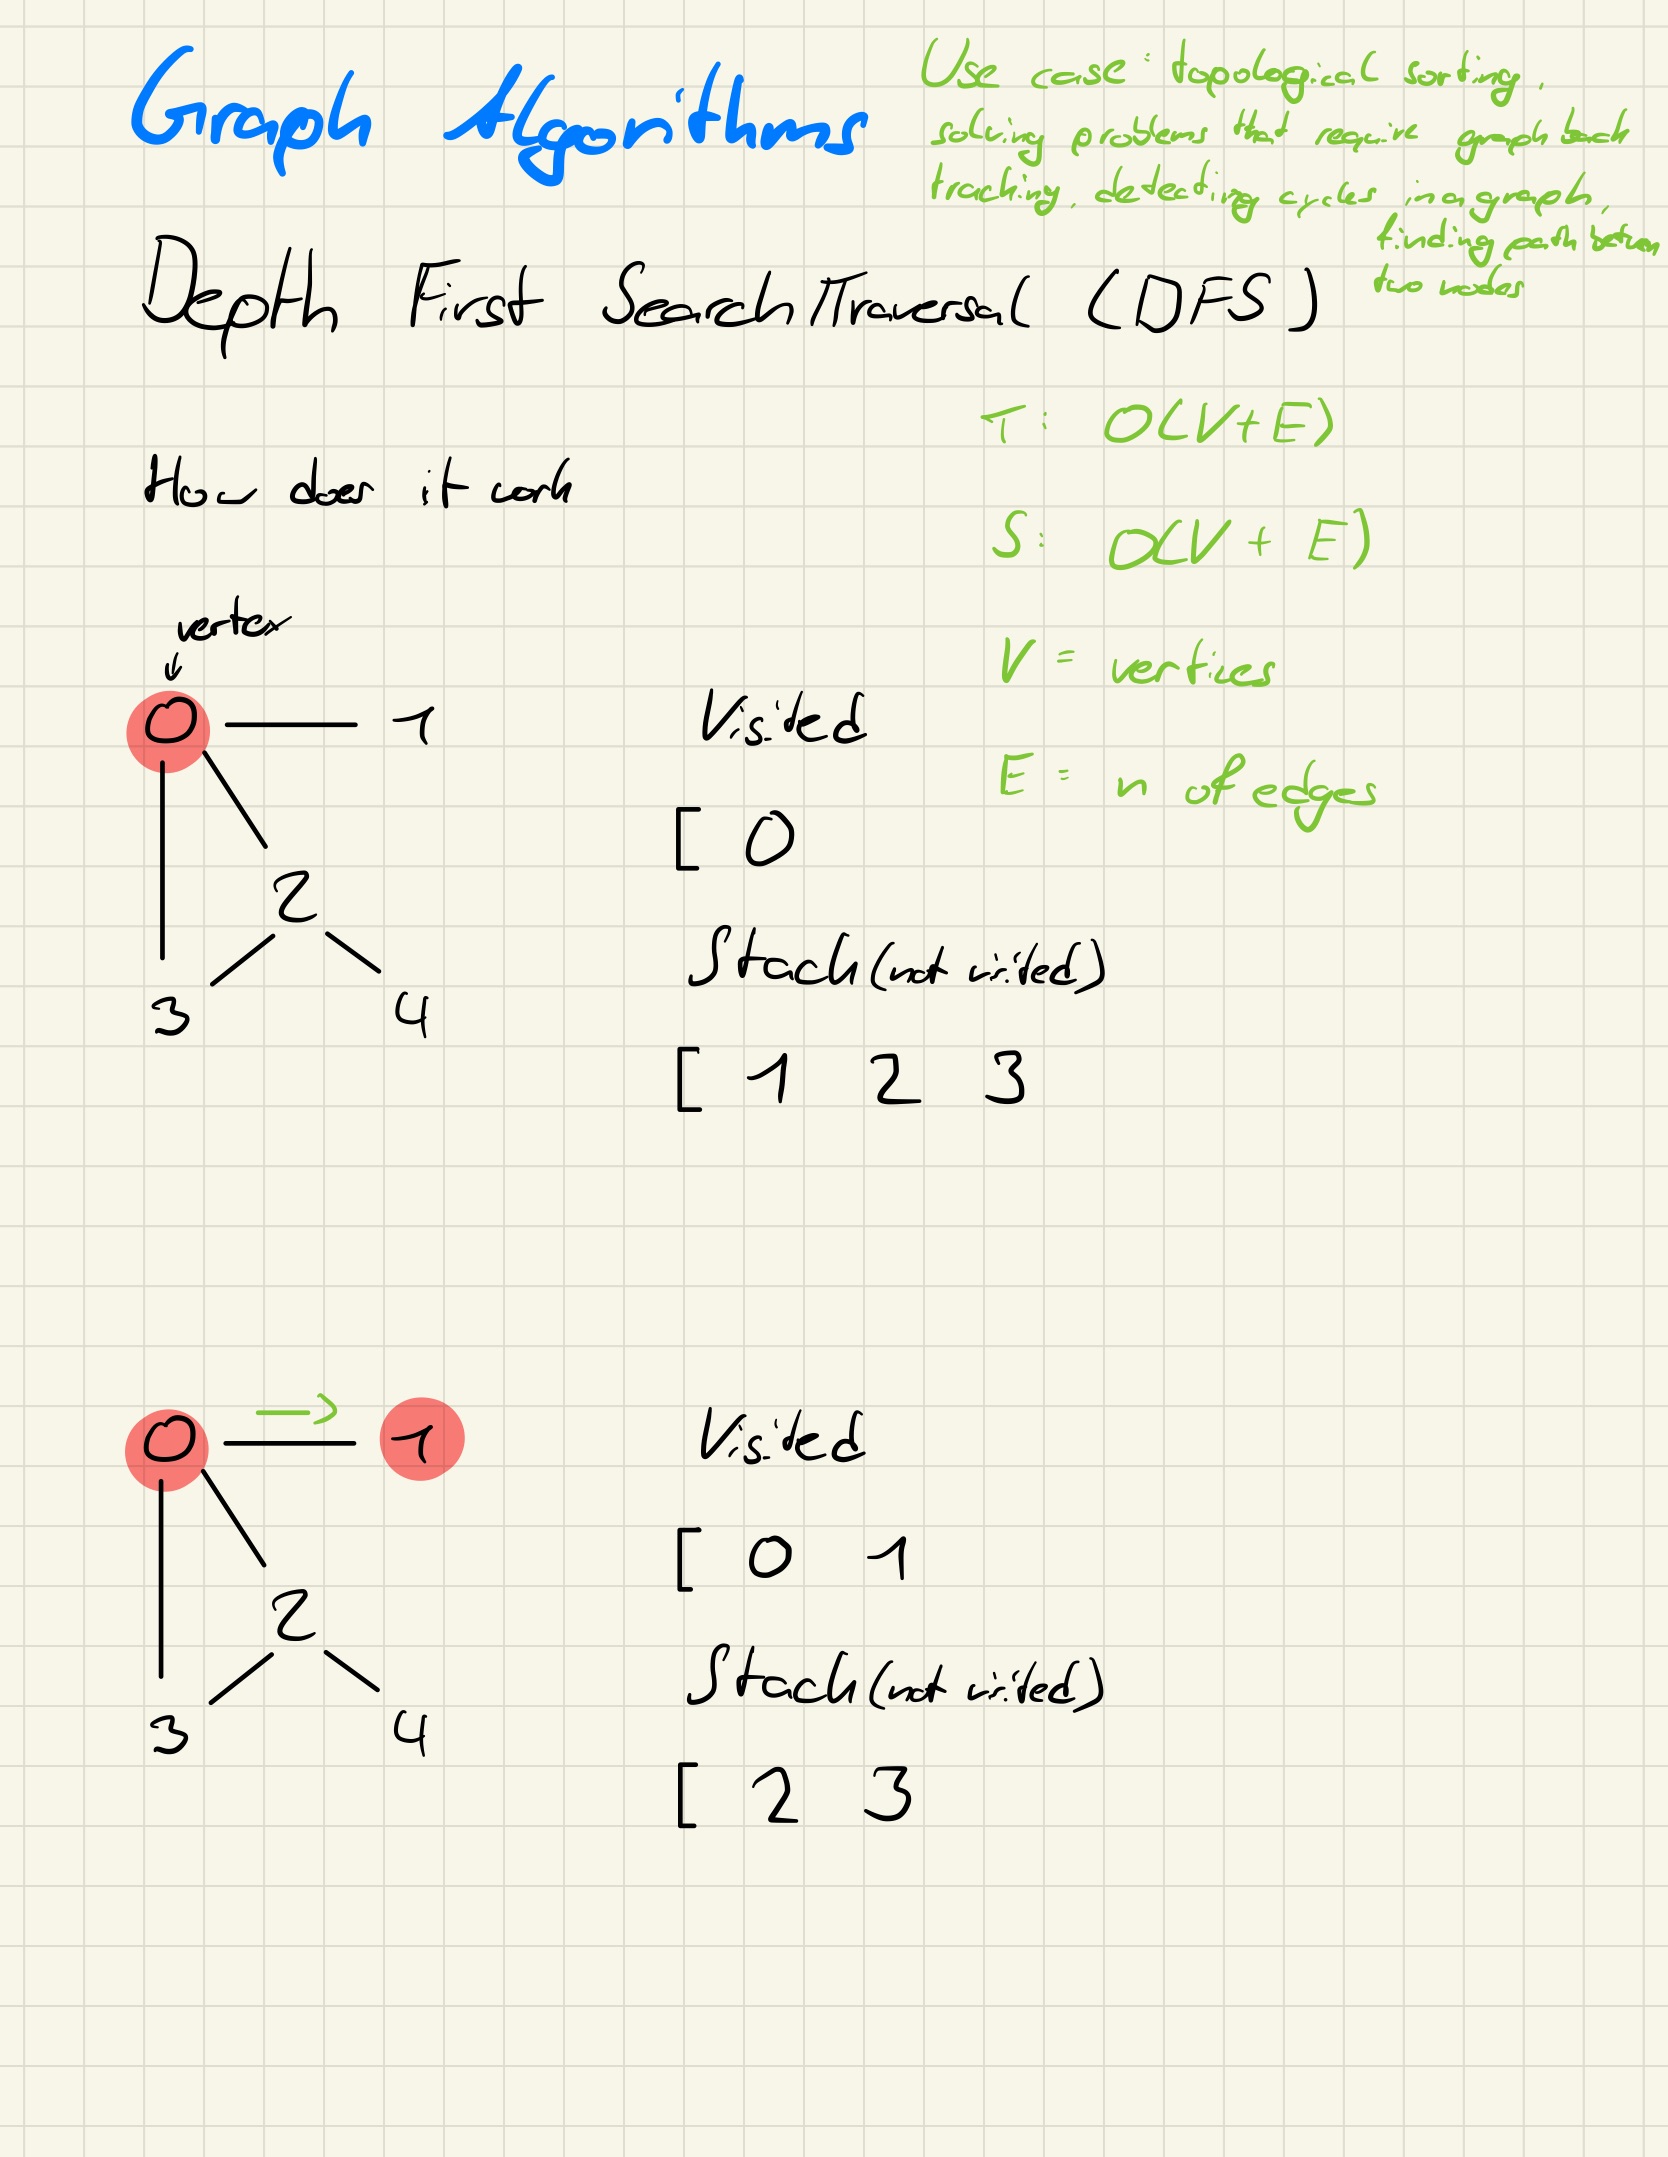 Graph Algorithms
Use case: topological sorting,
solving problems that require graph back
tracking, detecting cycles in a graph,
finding path between
two nodes
Depth First Search/Traversal (DFS)
T: O(V+E)
How does it work
S: O(V + E)
vertex
V = vertices
0 1
Visited
E = n of edges
[ 0
2
Stack (not visited)
3 4
[ 1 2 3
0 1
Visited
[ 0 1
2
Stack (not visited)
3 4
[ 2 3